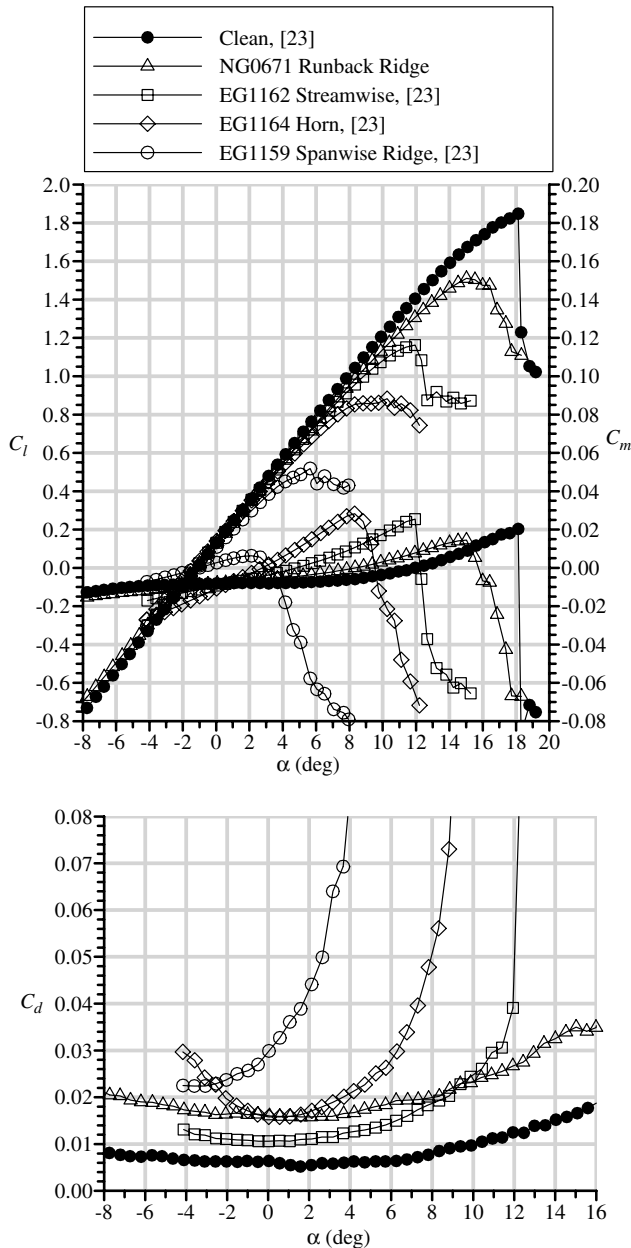 Clean, [23]
NG0671 Runback Ridge
EG1162 Streamwise, [23]
EG1164 Horn, [23]
EG1159 Spanwise Ridge, [23]
2.0 0.20
1.8 0.18
1.6 0.16
1.4 0.14
1.2 0.12
1.0 0.10
0.8 0.08
0.6 0.06
C_l C_m
0.4 0.04
0.2 0.02
0.0 0.00
-0.2 -0.02
-0.4 -0.04
-0.6 -0.06
-0.8 -0.08
-8 -6 -4 -2 0 2 4 6 8 10 12 14 16 18 20
α (deg)
0.08
0.07
0.06
0.05
C_d 0.04
0.03
0.02
0.01
0.00
-8 -6 -4 -2 0 2 4 6 8 10 12 14 16
α (deg)